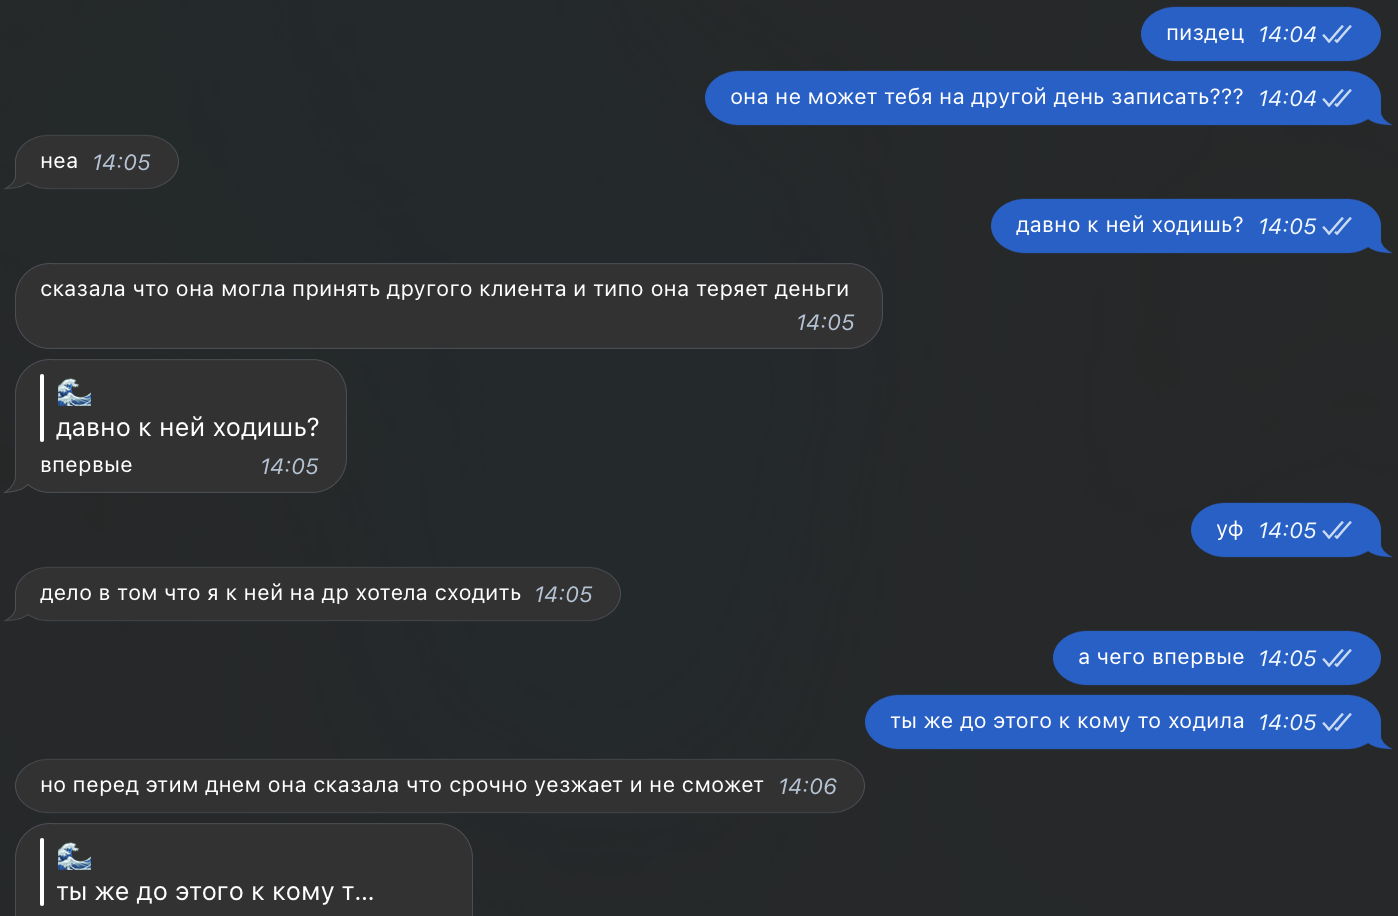 пиздец 14:04
она не может тебя на другой день записать??? 14:04
неа 14:05
давно к ней ходишь? 14:05
сказала что она могла принять другого клиента и типо она теряет деньги
14:05
🌊
давно к ней ходишь?
впервые 14:05
уф 14:05
дело в том что я к ней на др хотела сходить 14:05
а чего впервые 14:05
ты же до этого к кому то ходила 14:05
но перед этим днем она сказала что срочно уезжает и не сможет 14:06
🌊
ты же до этого к кому т...